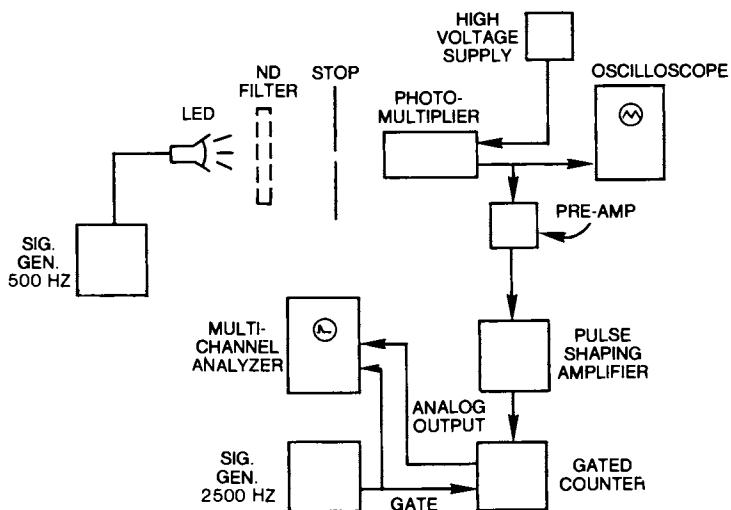 HIGH
VOLTAGE
SUPPLY
OSCILLOSCOPE
ND
FILTER
STOP
PHOTO-
MULTIPLIER
LED
PRE-AMP
SIG.
GEN.
500 HZ
MULTI-
CHANNEL
ANALYZER
PULSE
SHAPING
AMPLIFIER
ANALOG
OUTPUT
SIG.
GEN.
2500 HZ
GATE
GATED
COUNTER